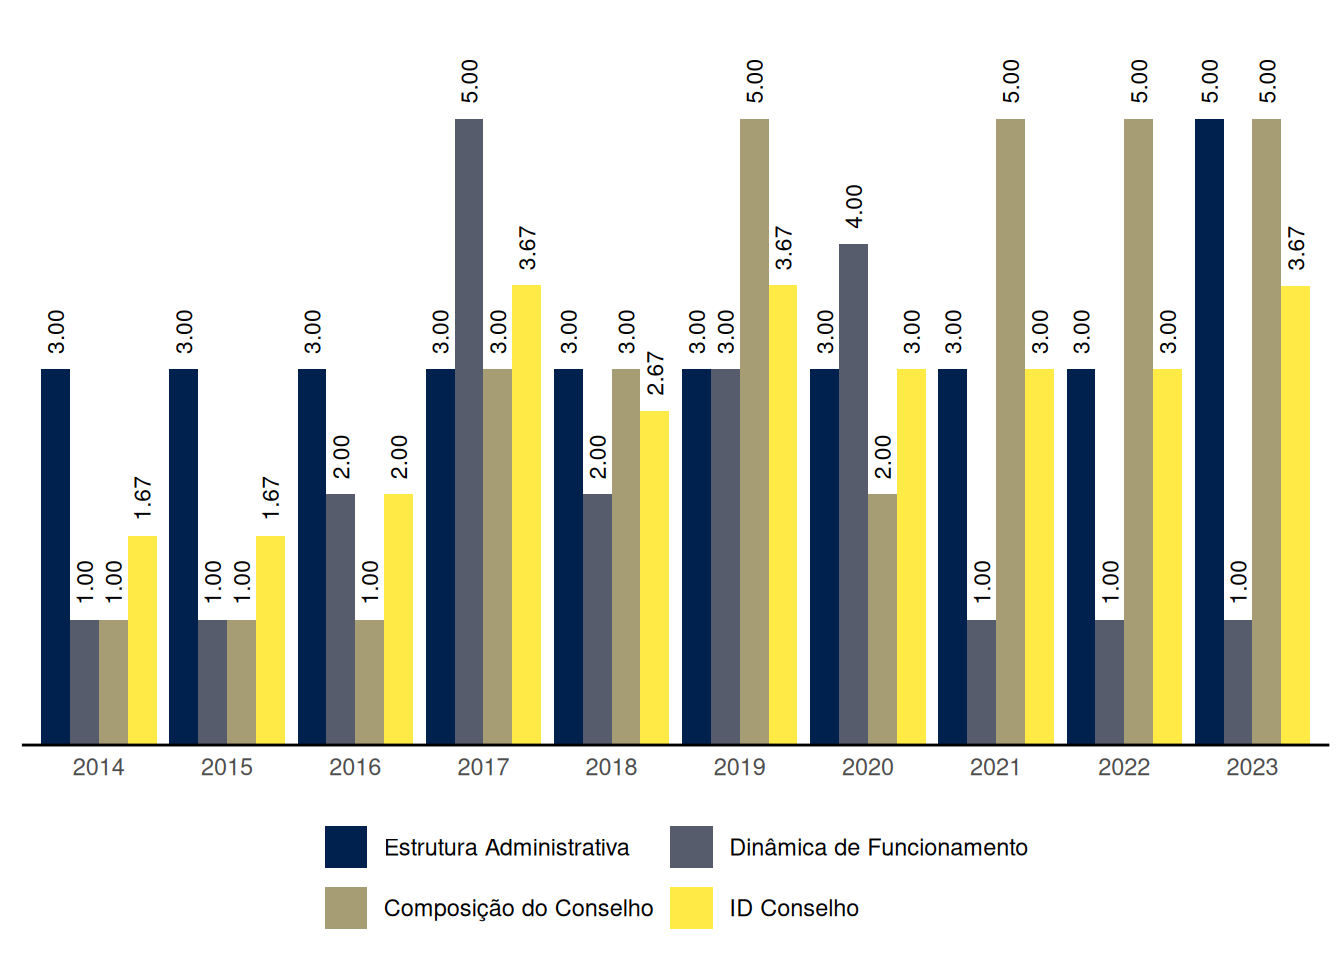 5.00 5.00 5.00 5.00 5.00 5.00
4.00
3.67 3.67 3.67
3.00 3.00 3.00 3.00 3.00 3.00 3.00 3.00 3.00 3.00 3.00 3.00 3.00 3.00 3.00
2.67
2.00 2.00 2.00 2.00
1.67 1.67
1.00 1.00 1.00 1.00 1.00 1.00 1.00 1.00
2014 2015 2016 2017 2018 2019 2020 2021 2022 2023
Estrutura Administrativa Dinâmica de Funcionamento
Composição do Conselho ID Conselho